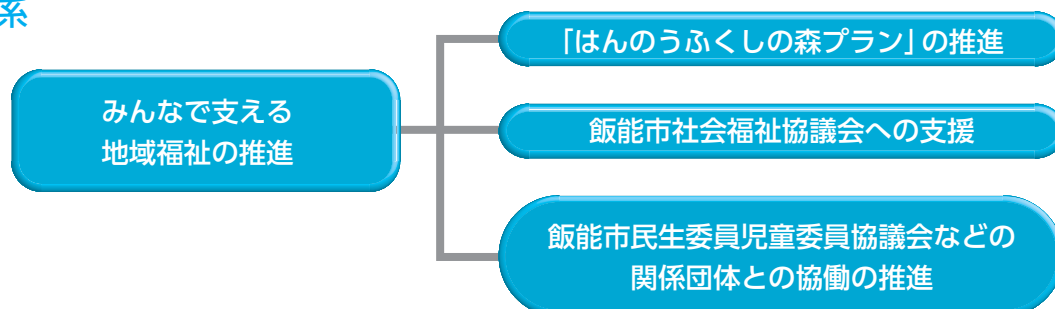 系
みんなで支える
地域福祉の推進
「はんのうふくしの森プラン」の推進
飯能市社会福祉協議会への支援
飯能市民生委員児童委員協議会などの
関係団体との協働の推進